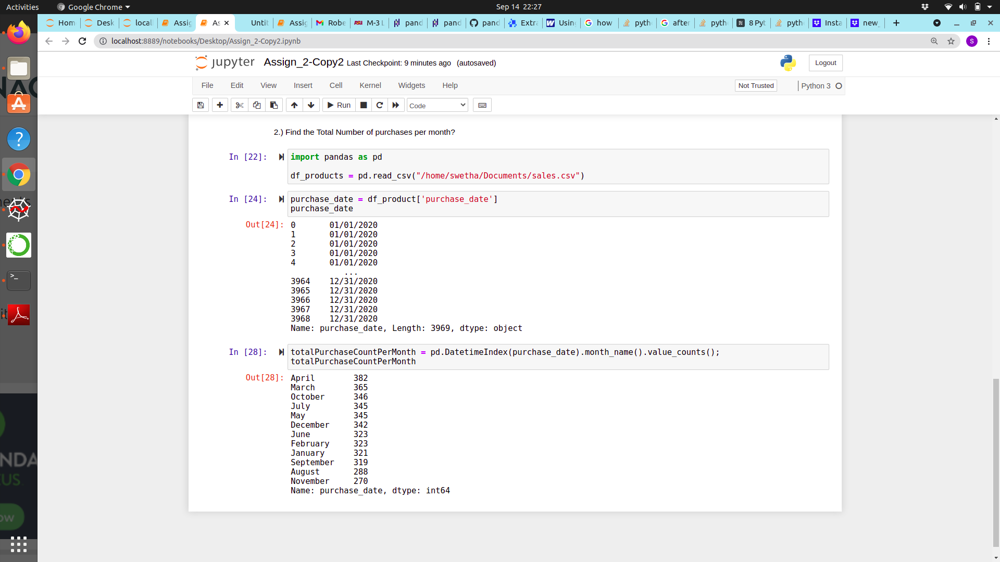 Activities
Google Chrome
Sep 14 22:27
Hom
Desk
local
Assig
As
Untit
Assig
Robe
ASU M-3 L
pand
pand
pand
Extra
Using
how
pyth
after
pyth
8 Pyt
pyth
Insta
new_
localhost:8889/notebooks/Desktop/Assign_2-Copy2.ipynb
S
jupyter Assign_2-Copy2 Last Checkpoint: 9 minutes ago (autosaved)
Logout
File Edit View Insert Cell Kernel Widgets Help
Not Trusted
Python 3
Run
Code
2.) Find the Total Number of purchases per month?
In [22]: import pandas as pd
df_products = pd.read_csv("/home/swetha/Documents/sales.csv")
In [24]: purchase_date = df_product['purchase_date']
purchase_date
Out[24]: 0 01/01/2020
1 01/01/2020
2 01/01/2020
3 01/01/2020
4 01/01/2020
...
3964 12/31/2020
3965 12/31/2020
3966 12/31/2020
3967 12/31/2020
3968 12/31/2020
Name: purchase_date, Length: 3969, dtype: object
In [28]: totalPurchaseCountPerMonth = pd.DatetimeIndex(purchase_date).month_name().value_counts();
totalPurchaseCountPerMonth
Out[28]: April 382
March 365
October 346
July 345
May 345
December 342
June 323
February 323
January 321
September 319
August 288
November 270
Name: purchase_date, dtype: int64